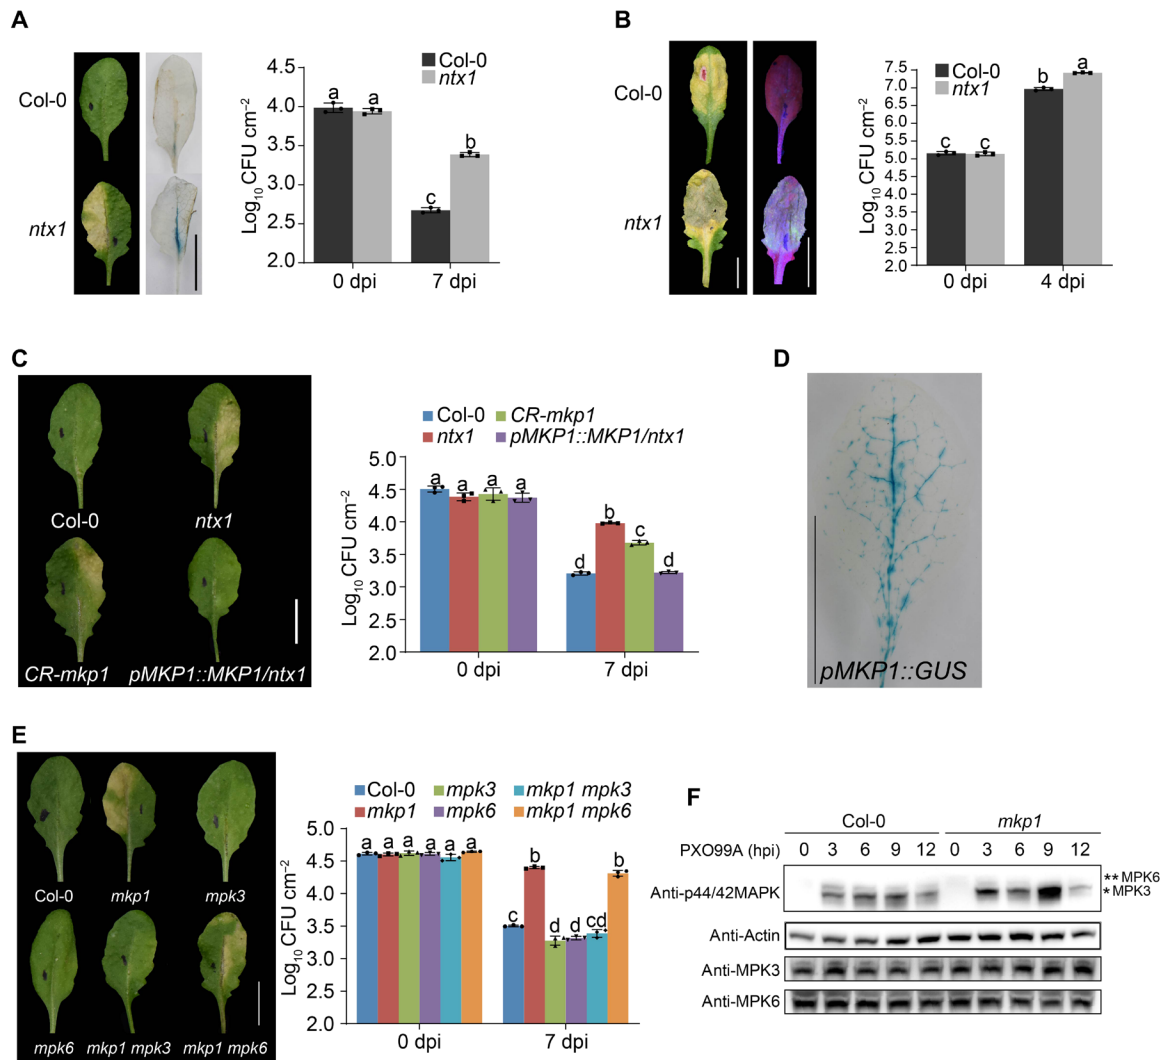 A
Col-0
ntx1
Col-0
ntx1
Log10 CFU cm−2
4.5
4.0
3.5
3.0
2.5
2.0
a
a
c
b
0 dpi
7 dpi
B
Col-0
ntx1
Col-0
ntx1
Log10 CFU cm−2
7.5
7.0
6.5
6.0
5.5
5.0
4.5
4.0
3.5
3.0
2.5
2.0
c
c
b
a
0 dpi
4 dpi
C
Col-0
ntx1
CR-mkp1
pMKP1::MKP1/ntx1
Col-0
CR-mkp1
ntx1
pMKP1::MKP1/ntx1
Log10 CFU cm−2
5.0
4.5
4.0
3.5
3.0
2.5
2.0
a
a
a
a
d
b
c
d
0 dpi
7 dpi
D
pMKP1::GUS
E
Col-0
mkp1
mpk3
mpk6
mkp1 mpk3
mkp1 mpk6
Col-0
mpk3
mkp1 mpk3
mkp1
mpk6
mkp1 mpk6
Log10 CFU cm−2
5.0
4.5
4.0
3.5
3.0
2.5
2.0
a
a
a
a
a
a
c
b
d
d
cd
b
0 dpi
7 dpi
F
Col-0
mkp1
PXO99A (hpi) 0 3 6 9 12 0 3 6 9 12
Anti-p44/42MAPK
** MPK6
* MPK3
Anti-Actin
Anti-MPK3
Anti-MPK6